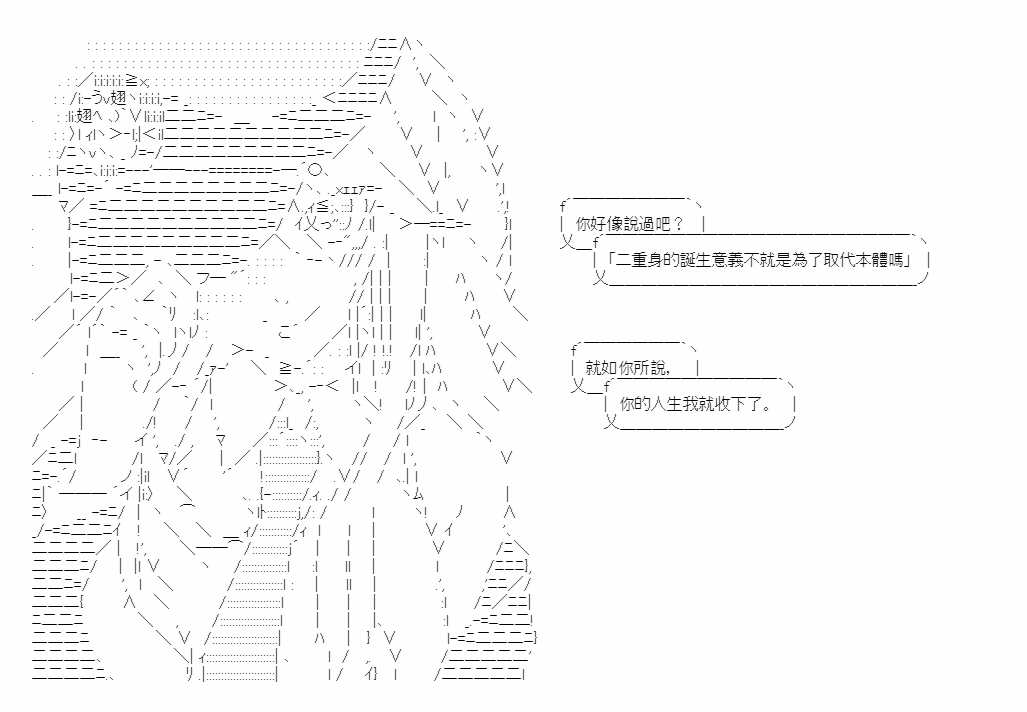 你好像說過吧？
「二重身的誕生意義不就是為了取代本體嗎」
就如你所說，
你的人生我就收下了。